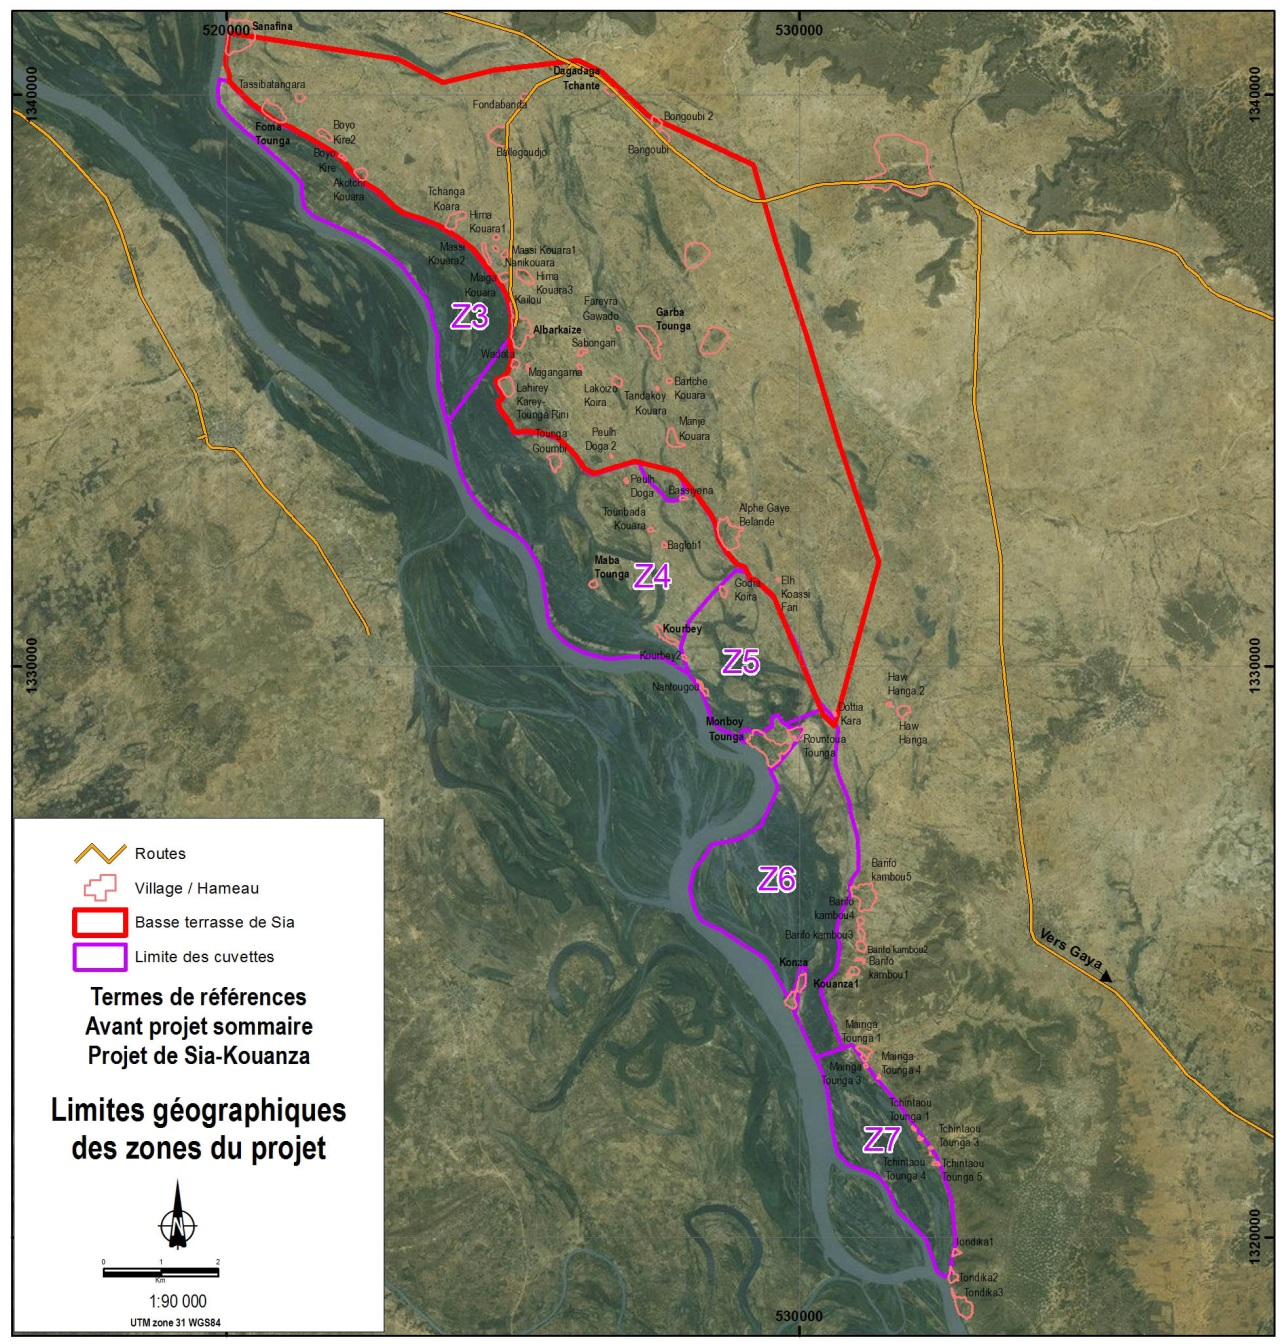 520000
530000
1340000
1340000
Sanafina
Dagadaga
Tchante
Tassibatangara
Fondabanda
Bongoubi 2
Foma
Tounga
Boyo
Kire2
Ballegoudjo
Bangoubi
Boyo
Kire
Akotchi
Kouara
Tchanga
Koara
Hima
Kouara1
Massi
Kouara2
Massi Kouara1
Nanikouara
Maiga
Kouara
Hima
Kouara3
Kailou
Fareyra
Gawado
Garba
Tounga
Z3
Albarkaize
Sabongari
Wadata
Magangama
Lahirey
Karey-
Tounga Rini
Lakoizo
Koira
Tandakoy
Kouara
Bartche
Kouara
Tounga
Goumbi
Peulh
Doga 2
Manje
Kouara
Peulh
Doga
Bassiyena
Tounbada
Kouara
Alphe Gaye
Belande
Bagloti1
Maba
Tounga
Z4
Godia
Koira
Elh
Koassi
Fari
Kourbey
Kourbey2
Z5
1330000
1330000
Nantougou
Haw
Hanga 2
Monboy
Tounga
Dottia
Kara
Rountoua
Tounga
Haw
Hanga
Z6
Barifo
kambou5
Barifo
kambou4
Barifo kambou3
Barifo kambou2
Barifo
kambou1
Vers Gaya
Konza
Kouanza1
Mainga
Tounga 1
Mainga
Tounga 3
Mainga
Tounga 4
Tchintaou
Tounga 1
Z7
Tchintaou
Tounga 3
Tchintaou
Tounga 4
Tchintaou
Tounga 5
Tondika1
Tondika2
Tondika3
1320000
530000
Routes
Village / Hameau
Basse terrasse de Sia
Limite des cuvettes
Termes de références
Avant projet sommaire
Projet de Sia-Kouanza
Limites géographiques
des zones du projet
N
0 1 2
Km
1:90 000
UTM zone 31 WGS84